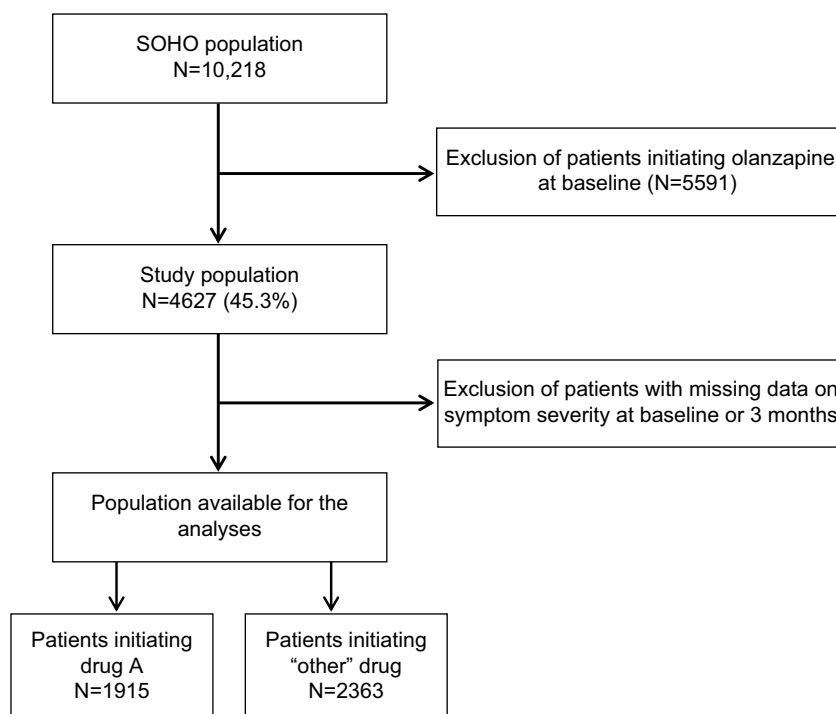 SOHO population
N=10,218
Exclusion of patients initiating olanzapine
at baseline (N=5591)
Study population
N=4627 (45.3%)
Exclusion of patients with missing data on
symptom severity at baseline or 3 months
Population available for the
analyses
Patients initiating
drug A
N=1915
Patients initiating
“other” drug
N=2363